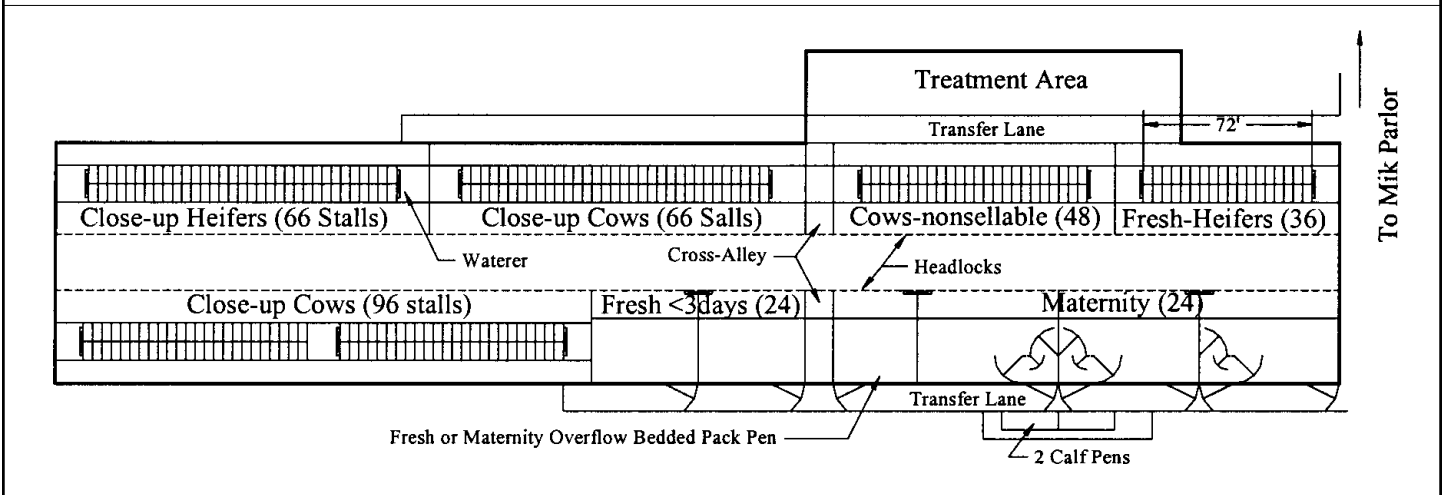 Treatment Area
Transfer Lane
72'
To Mik Parlor
Close-up Heifers (66 Stalls)
Close-up Cows (66 Salls)
Cows-nonsellable (48)
Fresh-Heifers (36)
Waterer
Cross-Alley
Headlocks
Close-up Cows (96 stalls)
Fresh <3days (24)
Maternity (24)
Transfer Lane
Fresh or Maternity Overflow Bedded Pack Pen
2 Calf Pens